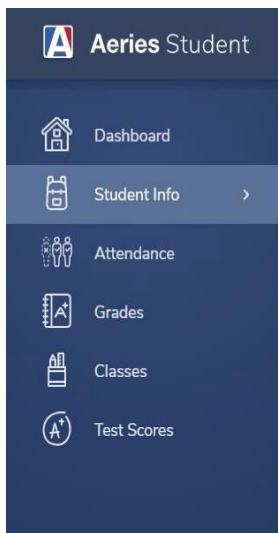 Aeries Student
Dashboard
Student Info
Attendance
Grades
Classes
Test Scores